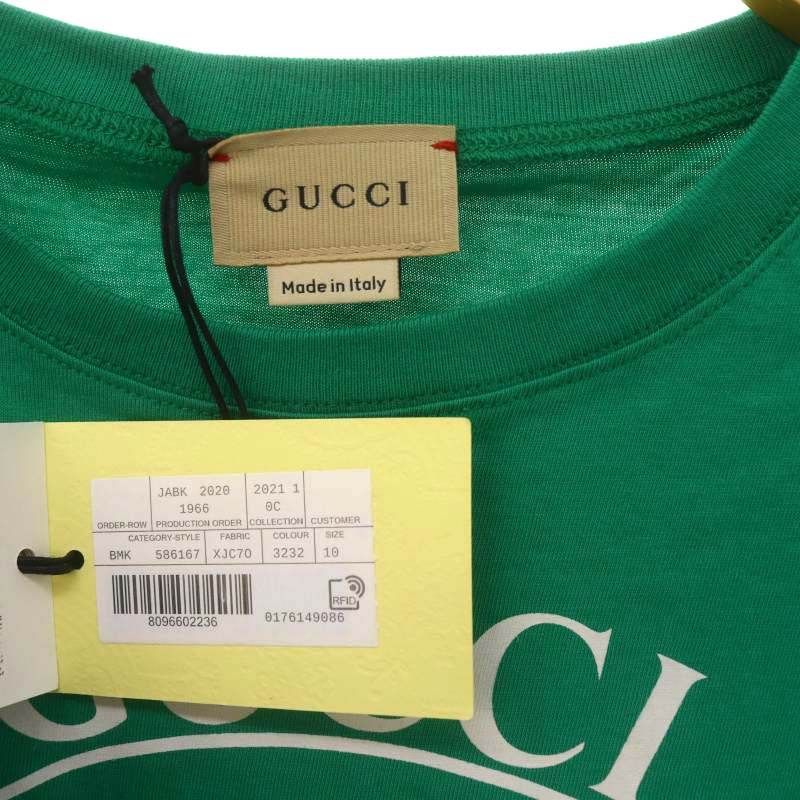 GUCCI
Made in Italy
JABK 2020 2021 1
1966 0C
ORDER-ROW PRODUCTION ORDER COLLECTION CUSTOMER
CATEGORY-STYLE FABRIC COLOUR SIZE
BMK 586167 XJC7O 3232 10
RFID
8096602236 0176149086
GUCCI